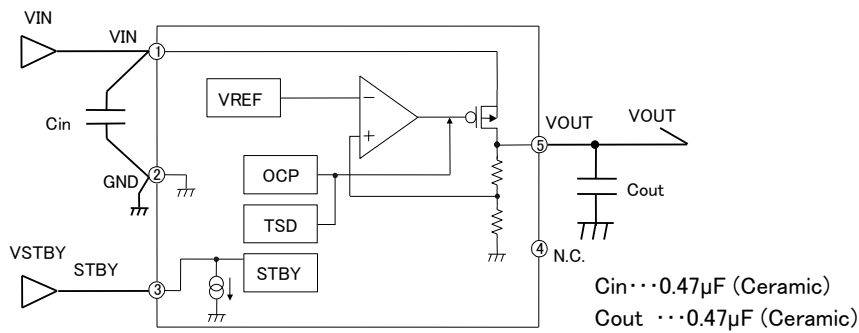 VIN
VIN
1
VREF
−
+
Cin
VOUT
5
VOUT
2
GND
OCP
Cout
TSD
VSTBY
STBY
3
STBY
4
N.C.
Cin･･･0.47μF (Ceramic)
Cout ･･･0.47μF (Ceramic)